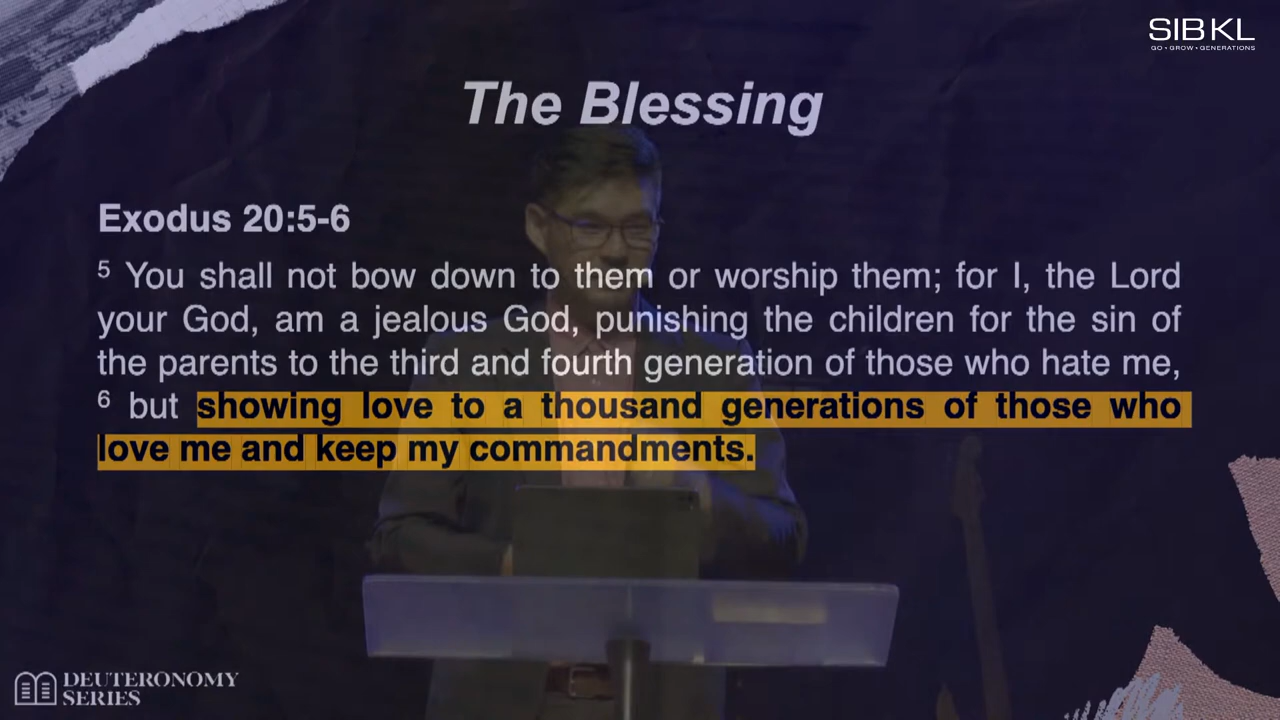 SIBKL
GO • GROW • GENERATIONS
The Blessing
Exodus 20:5-6
5 You shall not bow down to them or worship them; for I, the Lord
your God, am a jealous God, punishing the children for the sin of
the parents to the third and fourth generation of those who hate me,
6 but showing love to a thousand generations of those who
love me and keep my commandments.
DEUTERONOMY
SERIES